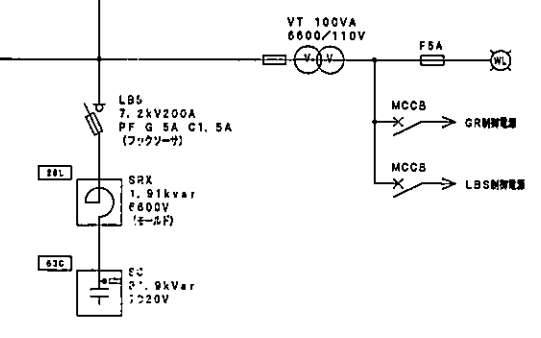 VT 100VA
6600/110V
F5A
WL
LBS
7.2kV200A
PF G 5A C1.5A
(フックツーサ)
MCCB
GR制御電源
MCCB
LBS制御電源
SRX
1.91kvar
6600V
(モールド)
63C
SC